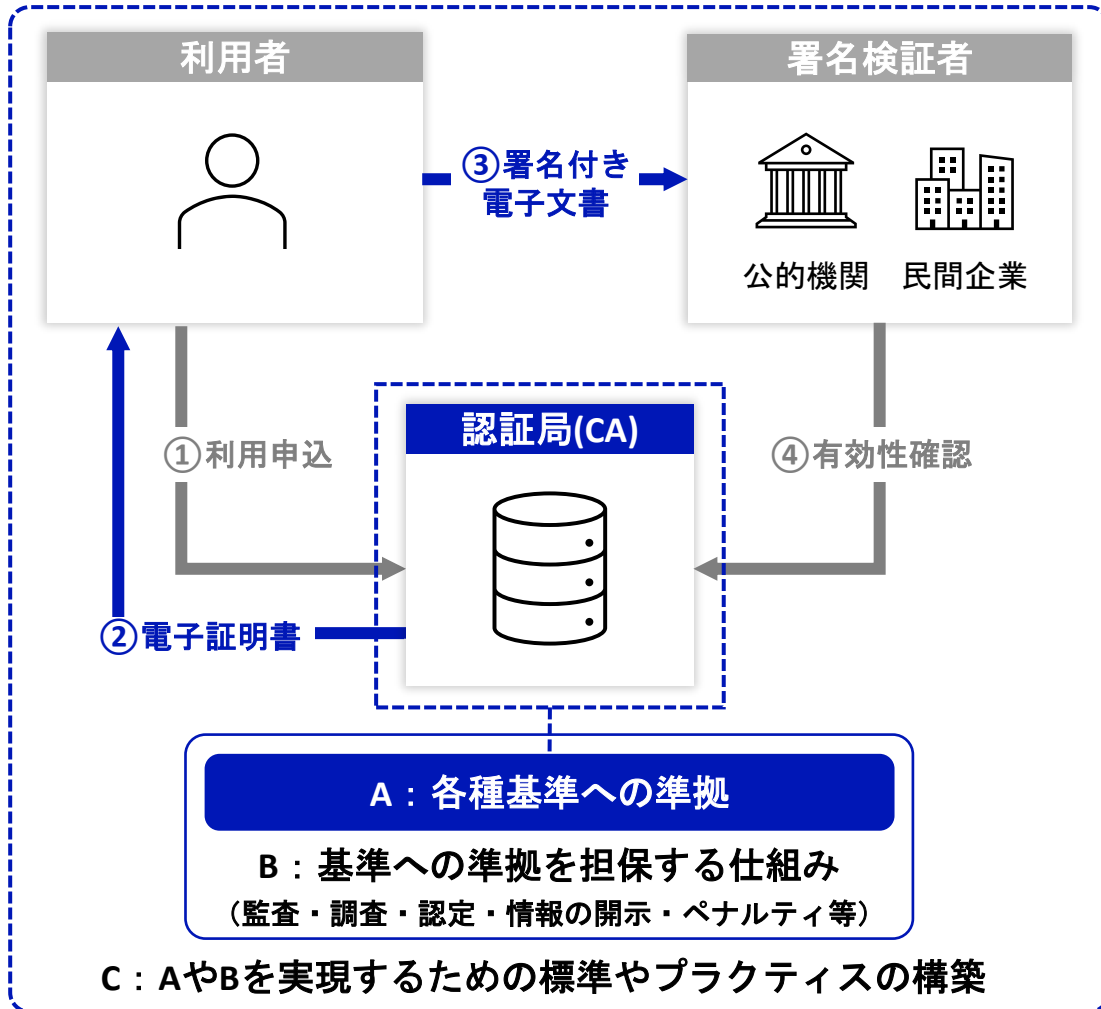 利用者
署名検証者
③署名付き
電子文書
公的機関
民間企業
認証局(CA)
①利用申込
④有効性確認
②電子証明書
A：各種基準への準拠
B：基準への準拠を担保する仕組み
（監査・調査・認定・情報の開示・ペナルティ等）
C：AやBを実現するための標準やプラクティスの構築